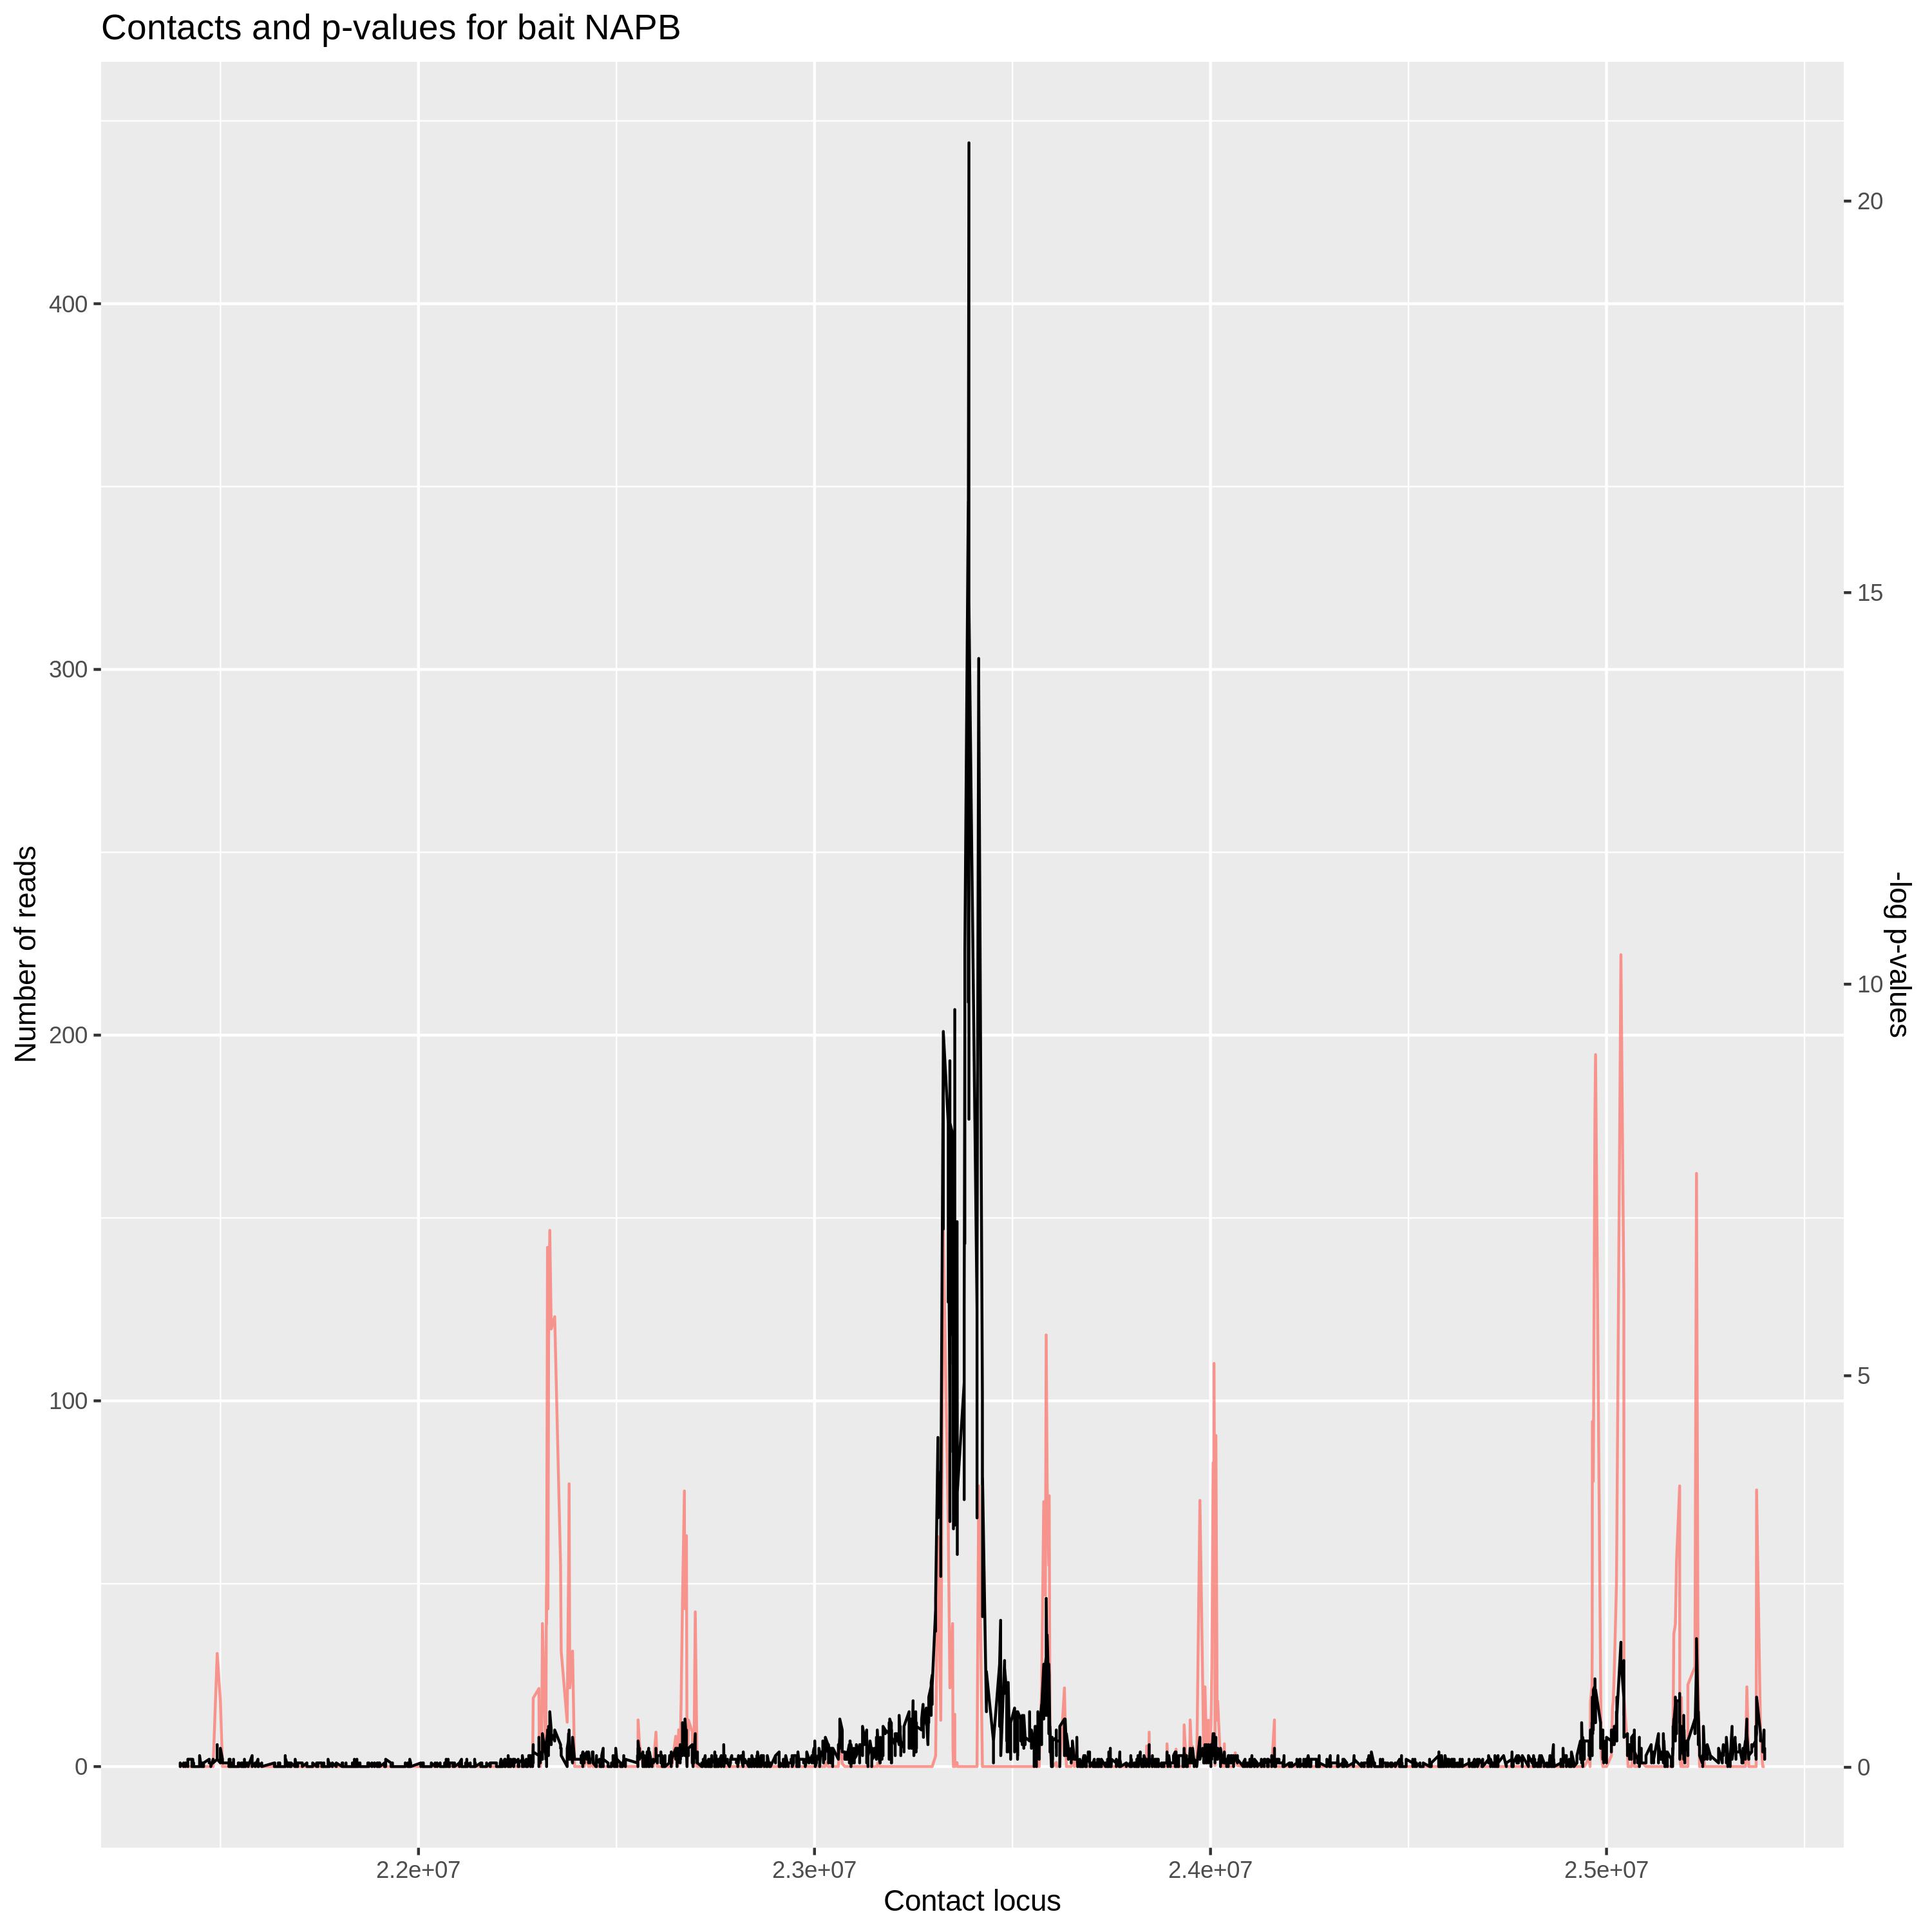 Contacts and p-values for bait NAPB
Number of reads
400
300
200
100
0
20
15
10
5
0
-log p-values
2.2e+07 2.3e+07 2.4e+07 2.5e+07
Contact locus